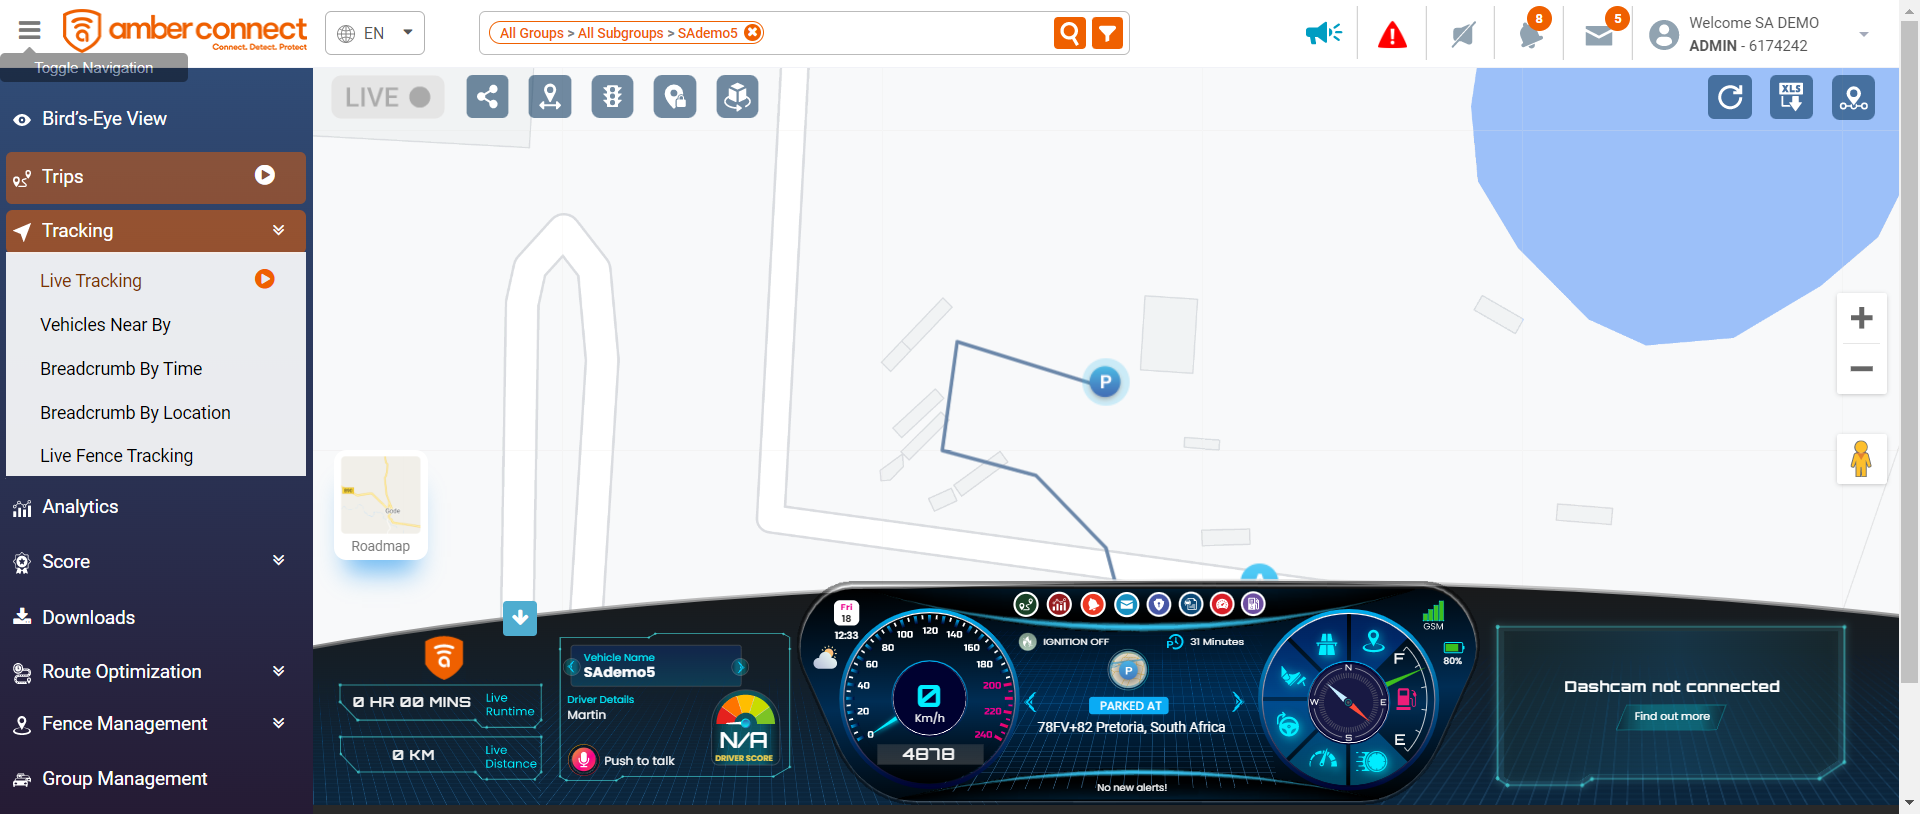 amber connect
Connect. Detect. Protect
EN
All Groups > All Subgroups > SAdemo5
8
5
Welcome SA DEMO
ADMIN - 6174242
Toggle Navigation
Bird's-Eye View
Trips
Tracking
Live Tracking
Vehicles Near By
Breadcrumb By Time
Breadcrumb By Location
Live Fence Tracking
Analytics
Score
Downloads
Route Optimization
Fence Management
Group Management
LIVE
XLS
P
Gode
Roadmap
0 HR 00 MINS
Live
Runtime
0 KM
Live
Distance
Vehicle Name
SAdemo5
Driver Details
Martin
Push to talk
N/A
DRIVER SCORE
Fri
18
12:33
0
20
40
60
80
100
120
140
160
180
200
220
240
0
Km/h
4878
IGNITION OFF
31 Minutes
P
PARKED AT
78FV+82 Pretoria, South Africa
No new alerts!
N
W
E
S
F
E
GSM
80%
Dashcam not connected
Find out more